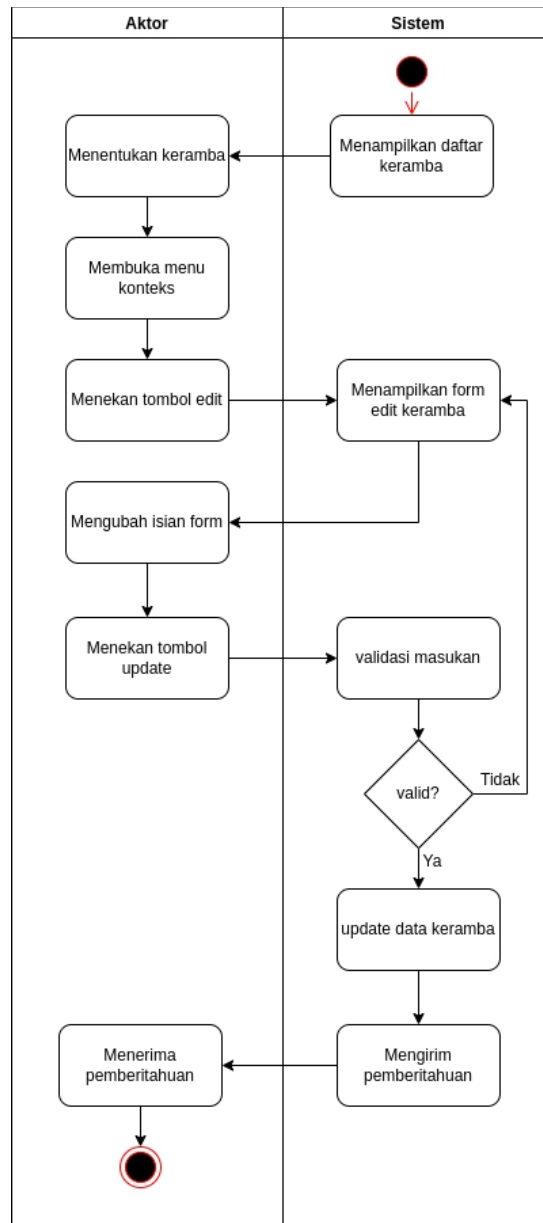 Aktor
Sistem
Menampilkan daftar
keramba
Menentukan keramba
Membuka menu
konteks
Menekan tombol edit
Menampilkan form
edit keramba
Mengubah isian form
Menekan tombol
update
validasi masukan
valid?
Tidak
Ya
update data keramba
Mengirim
pemberitahuan
Menerima
pemberitahuan